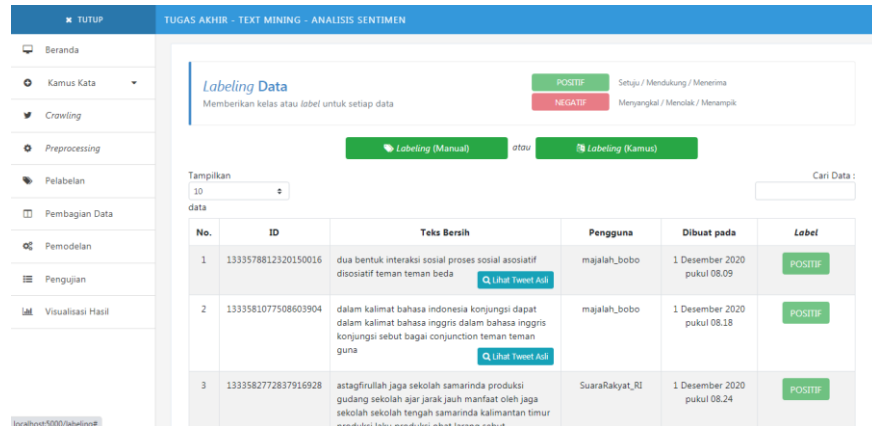 ✖ TUTUP
TUGAS AKHIR - TEXT MINING - ANALISIS SENTIMEN
Beranda
Kamus Kata
Crawling
Preprocessing
Pelabelan
Pembagian Data
Pemodelan
Pengujian
Visualisasi Hasil
Labeling Data
Memberikan kelas atau label untuk setiap data
POSITIF Setuju / Mendukung / Menerima
NEGATIF Menyangkal / Menolak / Menampik
Labeling (Manual) atau Labeling (Kamus)
Tampilkan
10
data
Cari Data :
No. ID Teks Bersih Pengguna Dibuat pada Label
1 1333578812320150016 dua bentuk interaksi sosial proses sosial asosiatif majalah_bobo 1 Desember 2020 POSITIF
disosiatif teman teman beda pukul 08.09
Lihat Tweet Asli
2 1333581077508603904 dalam kalimat bahasa indonesia konjungsi dapat majalah_bobo 1 Desember 2020 POSITIF
dalam kalimat bahasa inggris dalam bahasa inggris pukul 08.18
konjungsi sebut bagai conjunction teman teman
guna
Lihat Tweet Asli
3 1333582772837916928 astagfirullah jaga sekolah samarinda produksi SuaraRakyat_RI 1 Desember 2020 POSITIF
gudang sekolah ajar jarak jauh manfaat oleh jaga pukul 08.24
sekolah sekolah tengah samarinda kalimantan timur
produksi laku produksi obat larang sebut
localhost:5000/labeling#